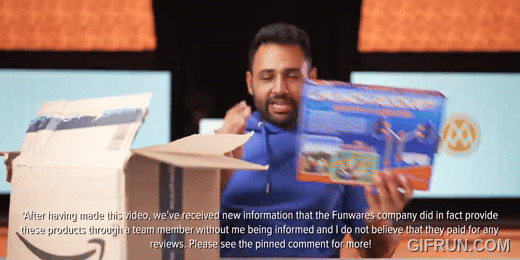 *After having made this video, we've received new information that the Funwares company did in fact provide
these products through a team member without me being informed and I do not believe that they paid for any
reviews. Please see the pinned comment for more!
GIFRUN.COM